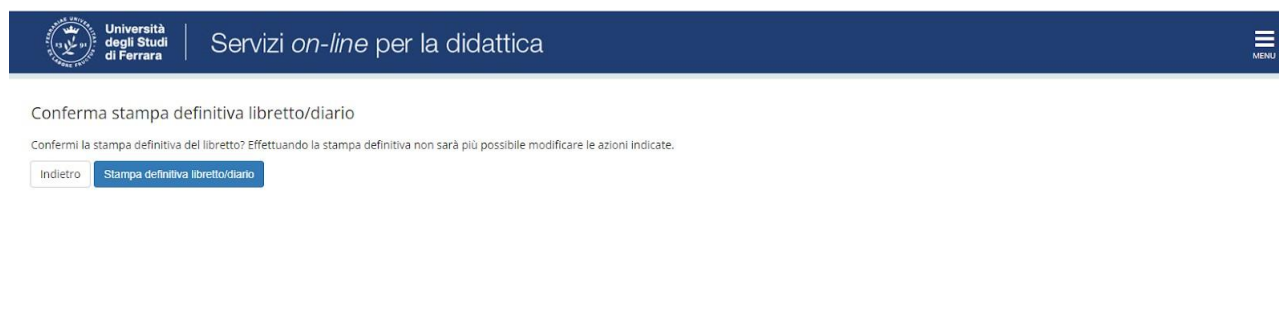 Università
degli Studi
di Ferrara
Servizi on-line per la didattica
MENU
Conferma stampa definitiva libretto/diario
Confermi la stampa definitiva del libretto? Effettuando la stampa definitiva non sarà più possibile modificare le azioni indicate.
Indietro
Stampa definitiva libretto/diario